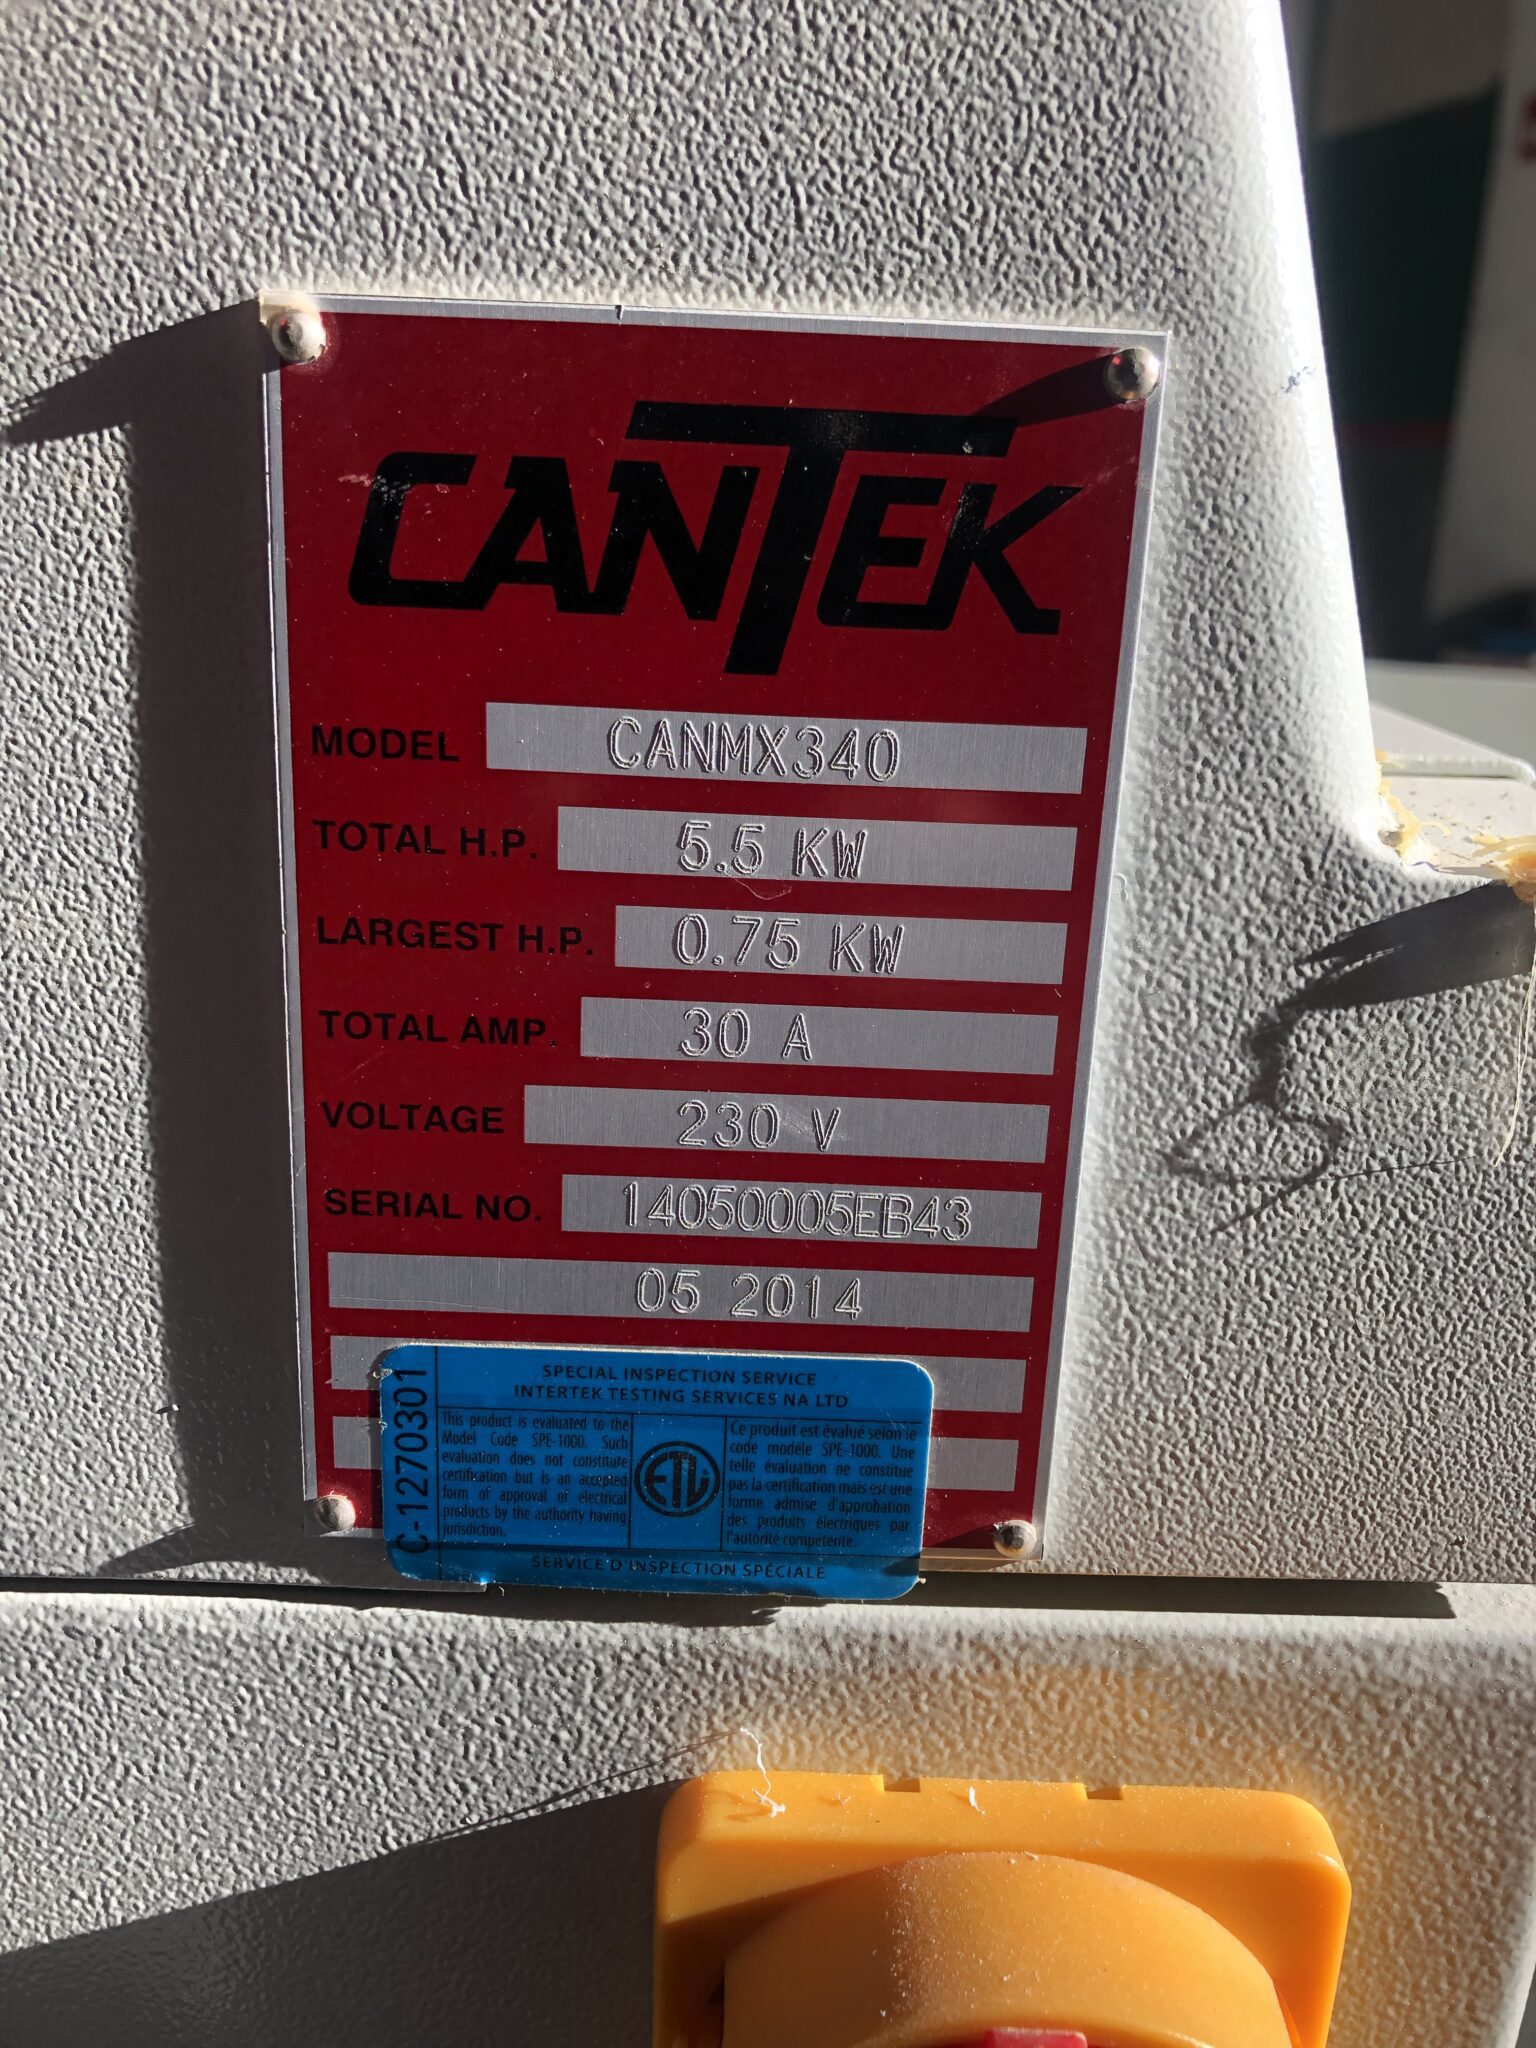 CANTEK
MODEL CANMX340
TOTAL H.P. 5.5 KW
LARGEST H.P. 0.75 KW
TOTAL AMP. 30 A
VOLTAGE 230 V
SERIAL NO. 14050005EB43
05 2014
C-1270301
SPECIAL INSPECTION SERVICE
INTERTEK TESTING SERVICES NA LTD
This product is evaluated to the
Model Code SPE-1000. Such
evaluation does not constitute
certification but is an accepted
form of approval of electrical
products by the authority having
jurisdiction.
ETL
Ce produit est évalué selon le
code modèle SPE-1000. Une
telle évaluation ne constitue
pas la certification mais est une
forme admise d'approbation
des produits électriques par
l'autorité compétente.
SERVICE D'INSPECTION SPÉCIALE